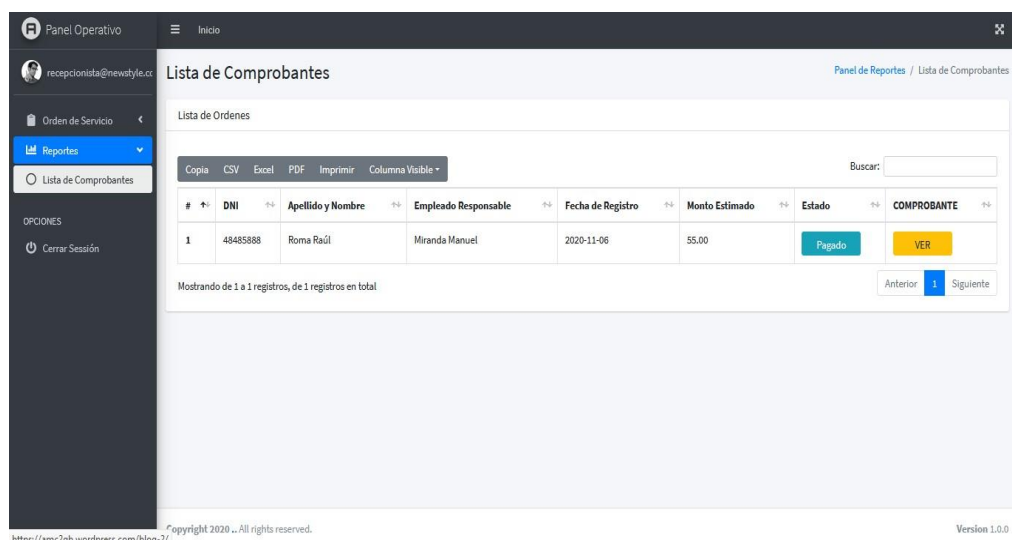 Panel Operativo
Inicio
recepcionista@newstyle.cc
Lista de Comprobantes
Panel de Reportes / Lista de Comprobantes
Orden de Servicio
Reportes
Lista de Comprobantes
OPCIONES
Cerrar Sessión
Lista de Ordenes
Copia CSV Excel PDF Imprimir Columna Visible
Buscar:
# DNI Apellido y Nombre Empleado Responsable Fecha de Registro Monto Estimado Estado COMPROBANTE
1 48485888 Roma Raúl Miranda Manuel 2020-11-06 55.00 Pagado VER
Mostrando de 1 a 1 registros, de 1 registros en total
Anterior 1 Siguiente
Copyright 2020 .. All rights reserved.
Version 1.0.0